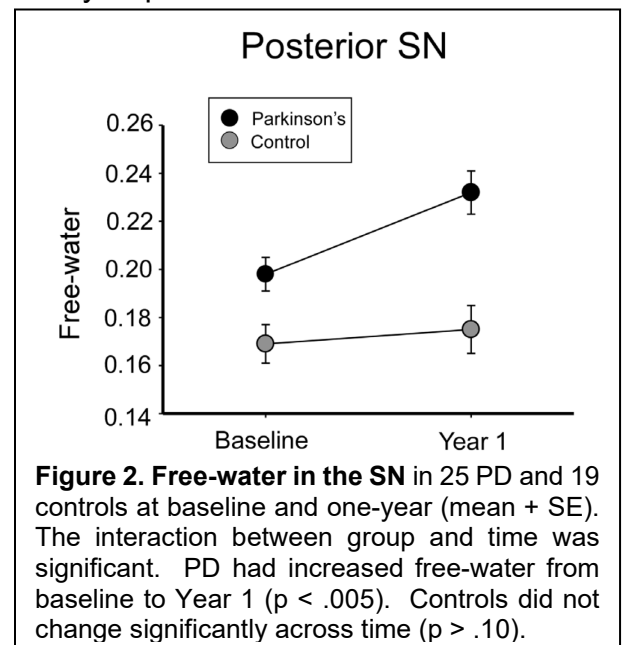 Posterior SN
Parkinson's
Control
0.26
0.24
0.22
0.20
0.18
0.16
0.14
Free-water
Baseline Year 1
Figure 2. Free-water in the SN in 25 PD and 19
controls at baseline and one-year (mean + SE).
The interaction between group and time was
significant. PD had increased free-water from
baseline to Year 1 (p < .005). Controls did not
change significantly across time (p > .10).